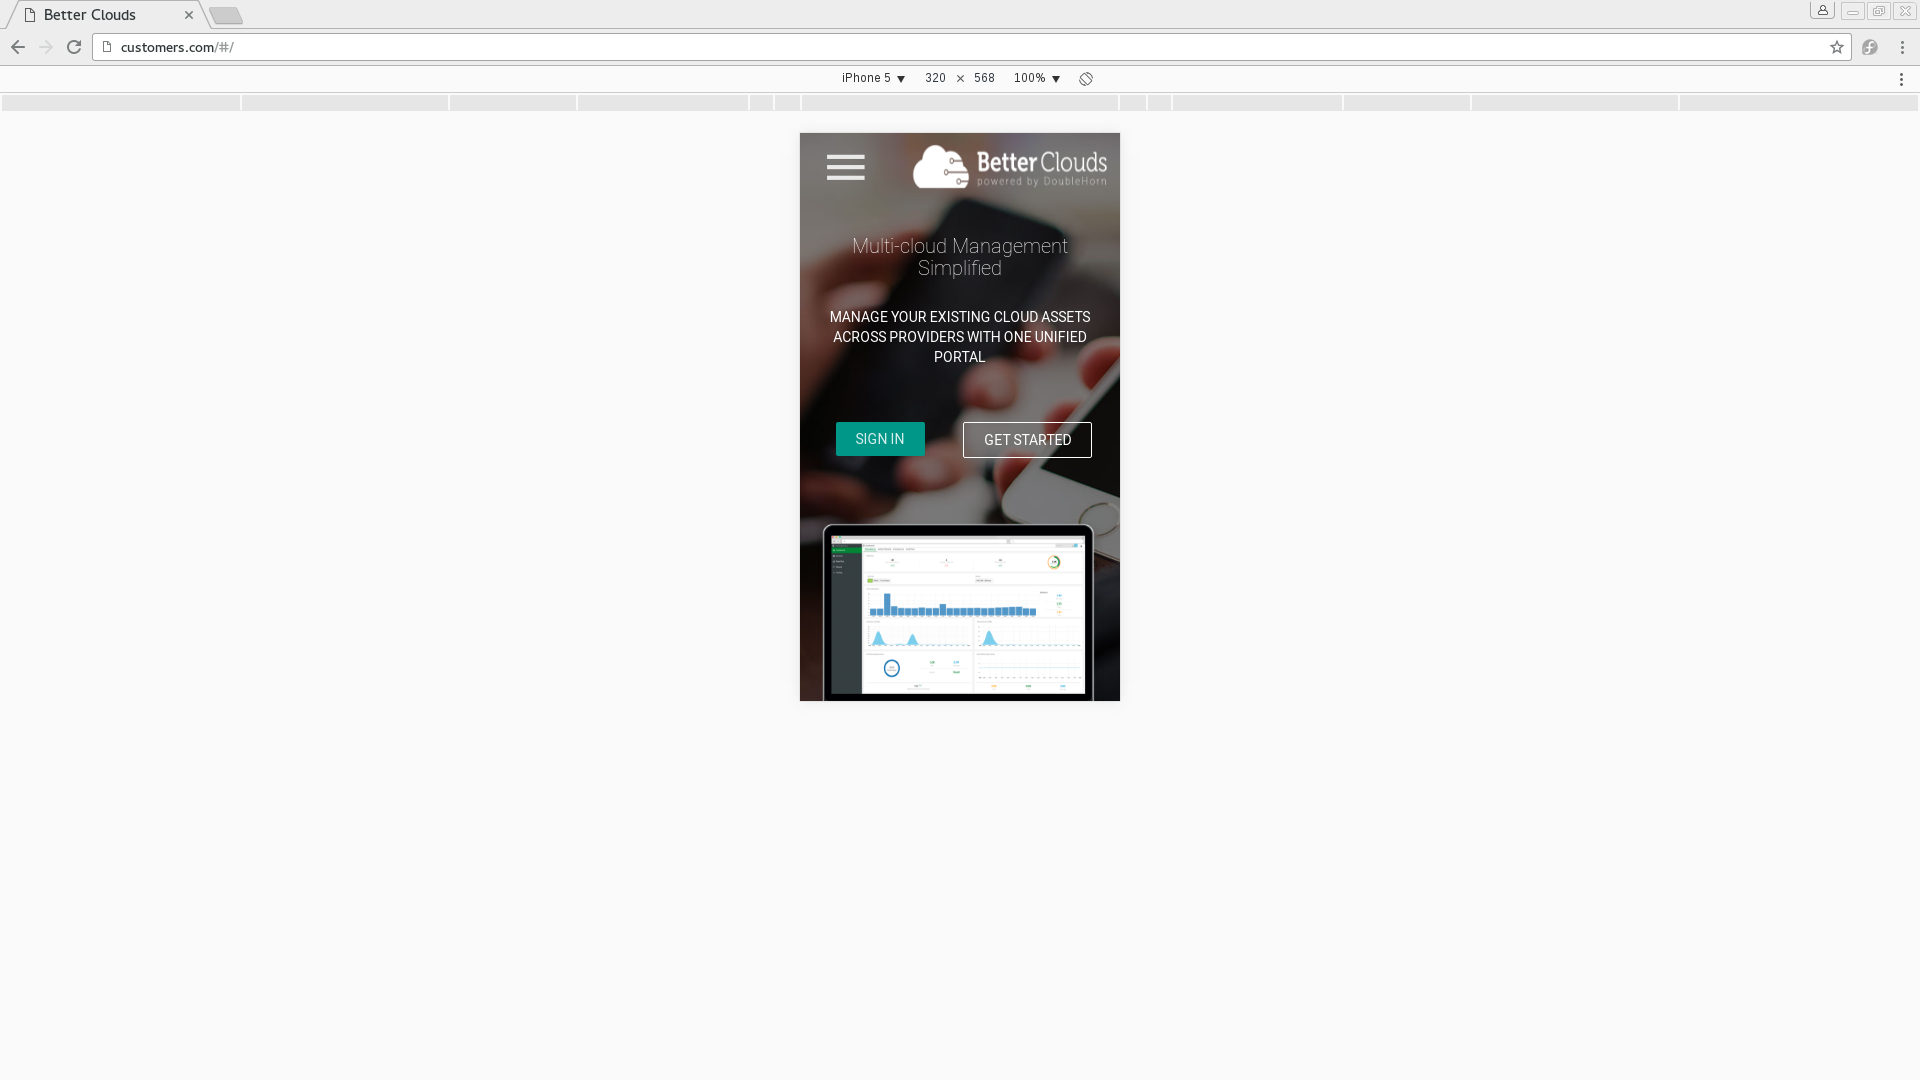 Better Clouds
customers.com/#/
iPhone 5 ▼ 320 × 568 100% ▼
Better Clouds
powered by DoubleHorn
Multi-cloud Management
Simplified
MANAGE YOUR EXISTING CLOUD ASSETS
ACROSS PROVIDERS WITH ONE UNIFIED
PORTAL
SIGN IN
GET STARTED